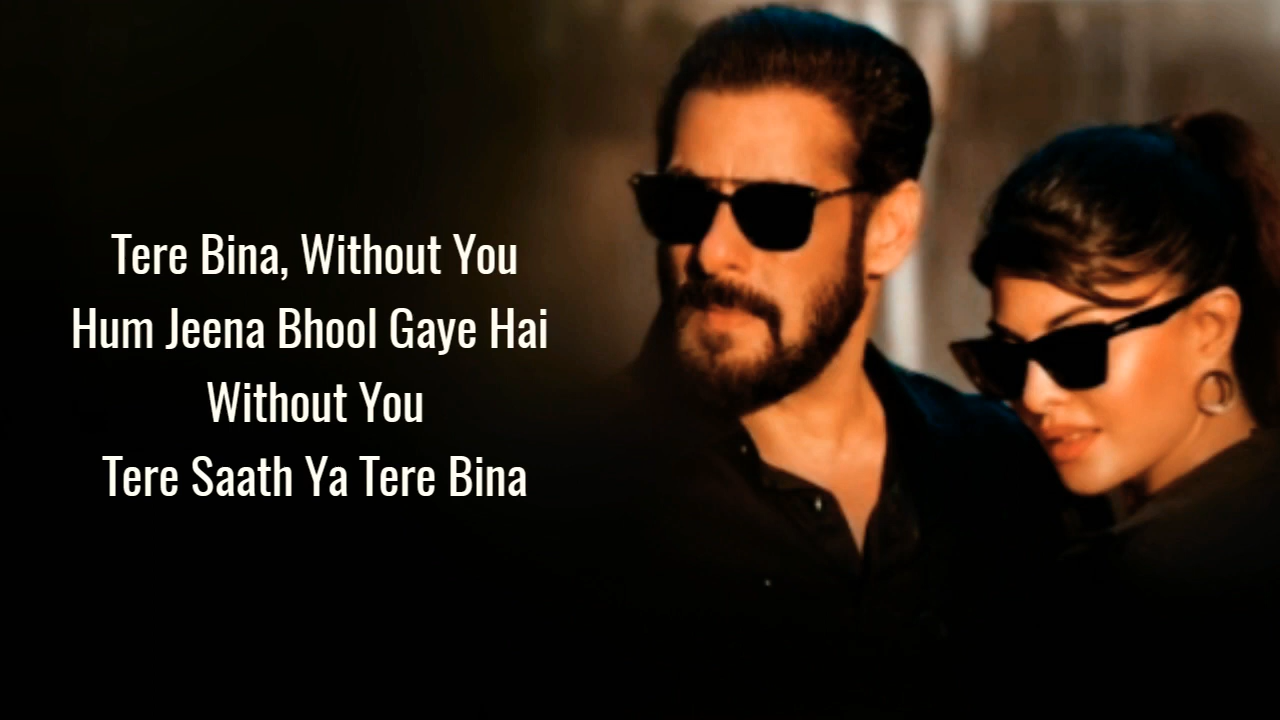 Tere Bina, Without You
Hum Jeena Bhool Gaye Hai
Without You
Tere Saath Ya Tere Bina